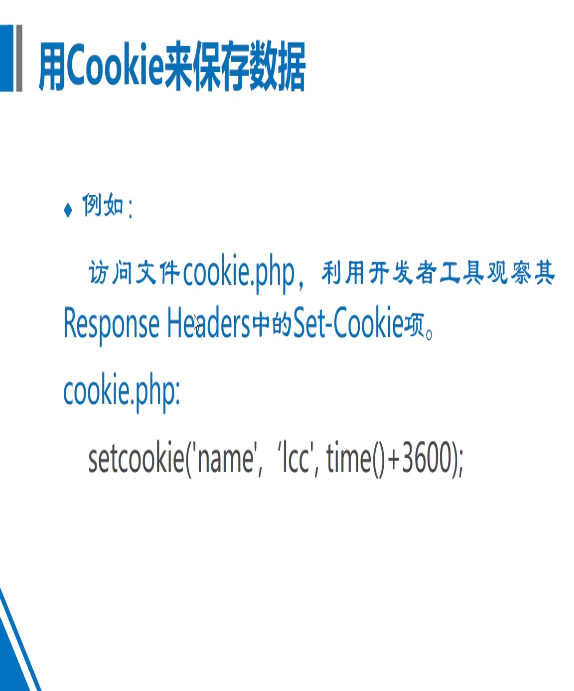 用Cookie来保存数据
例如：
访问文件cookie.php，利用开发者工具观察其
Response Headers中的Set-Cookie项。
cookie.php:
setcookie('name', ‘lcc', time()+3600);